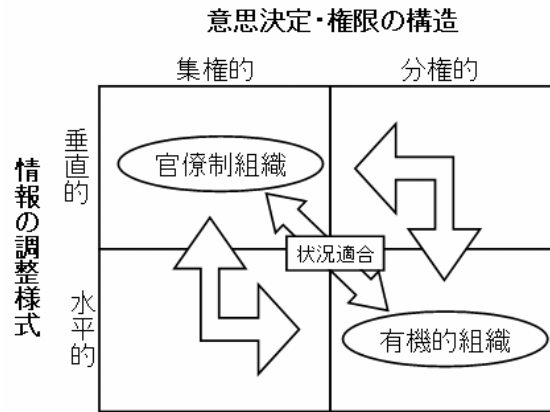 意思決定・権限の構造
集権的
分権的
情報の調整様式
垂直的
官僚制組織
状況適合
水平的
有機的組織